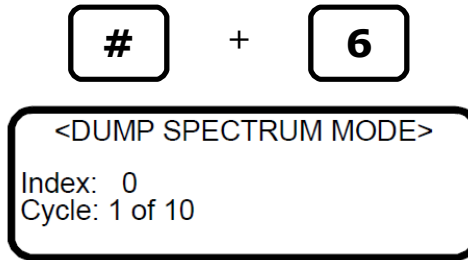 # + 6
<DUMP SPECTRUM MODE>
Index: 0
Cycle: 1 of 10